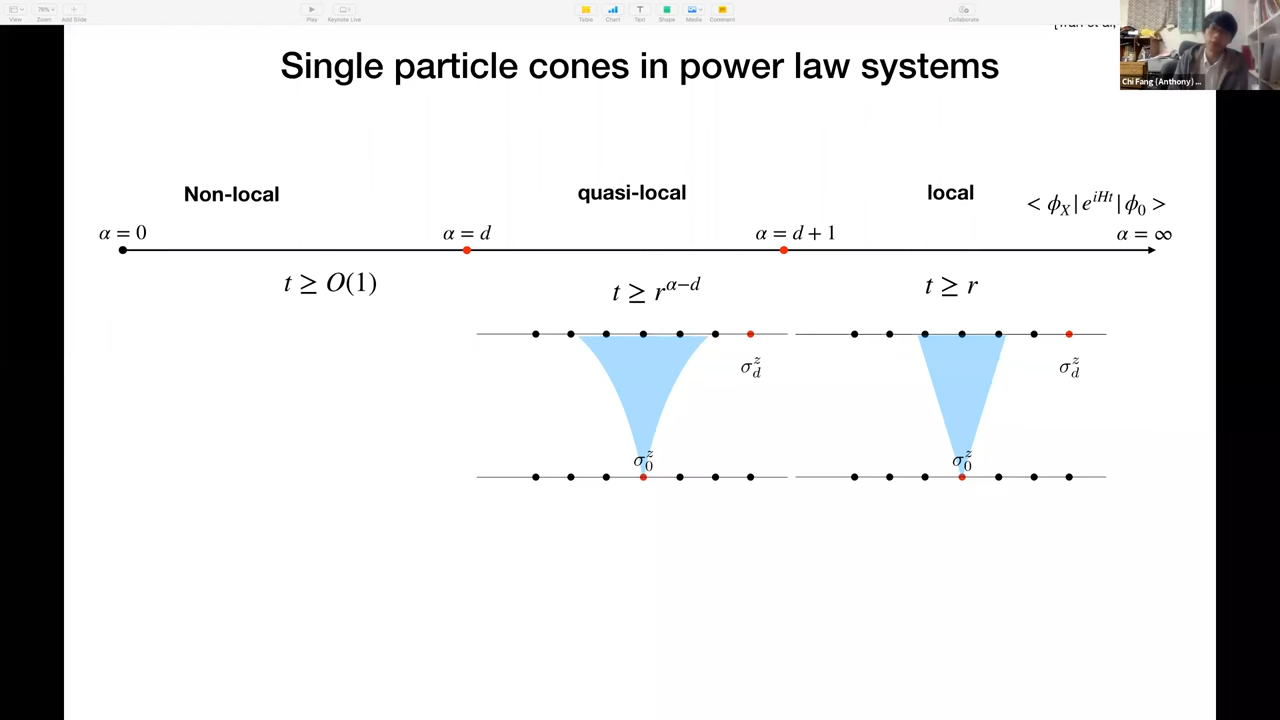 View
Zoom
Add Slide
Play
Keynote Live
Table
Chart
Text
Shape
Media
Comment
Collaborate
76%
Chi Fang (Anthony) ...
Single particle cones in power law systems
Non-local
quasi-local
local
< ϕ_X | e^{iHt} | ϕ_0 >
α = 0
α = d
α = d + 1
α = ∞
t ≥ O(1)
t ≥ r^{α−d}
t ≥ r
σ_d^z
σ_d^z
σ_0^z
σ_0^z